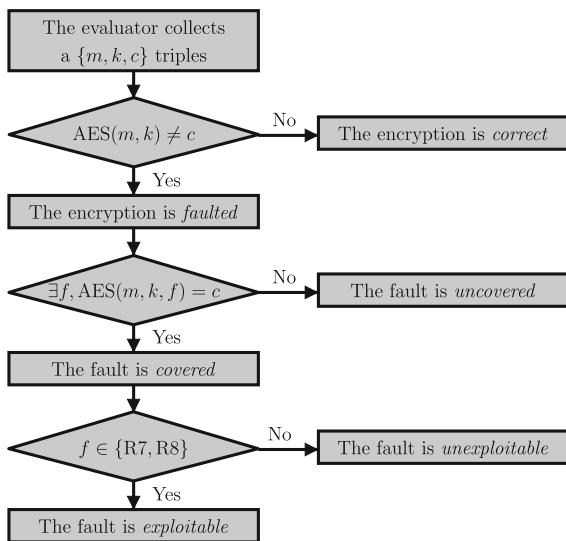 The evaluator collects
a {m, k, c} triples
AES(m, k) ≠ c
No
The encryption is correct
Yes
The encryption is faulted
∃f, AES(m, k, f) = c
No
The fault is uncovered
Yes
The fault is covered
f ∈ {R7, R8}
No
The fault is unexploitable
Yes
The fault is exploitable